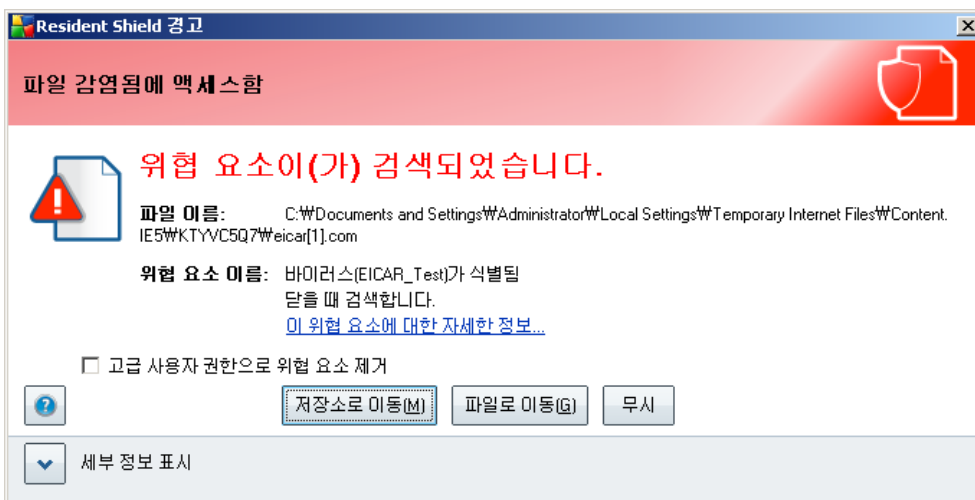 Resident Shield 경고
파일 감염됨에 액세스함
위협 요소이(가) 검색되었습니다.
파일 이름: C:₩Documents and Settings₩Administrator₩Local Settings₩Temporary Internet Files₩Content.
IE5₩KTYVC5Q7₩eicar[1].com
위협 요소 이름: 바이러스(EICAR_Test)가 식별됨
닫을 때 검색합니다.
이 위협 요소에 대한 자세한 정보...
고급 사용자 권한으로 위협 요소 제거
저장소로 이동(M) 파일로 이동(G) 무시
세부 정보 표시